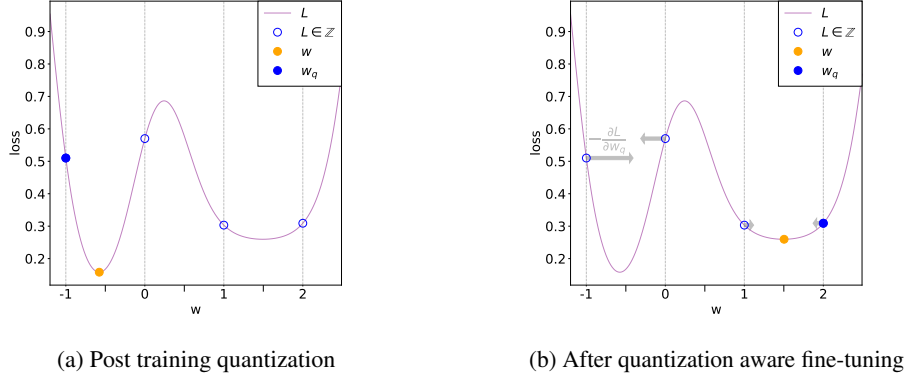 L
L ∈ ℤ
w
w_q
0.9
0.8
0.7
0.6
0.5
0.4
0.3
0.2
loss
-1 0 1 2
w
(a) Post training quantization
L
L ∈ ℤ
w
w_q
0.9
0.8
0.7
0.6
0.5
0.4
0.3
0.2
loss
−∂L/∂w_q
-1 0 1 2
w
(b) After quantization aware fine-tuning